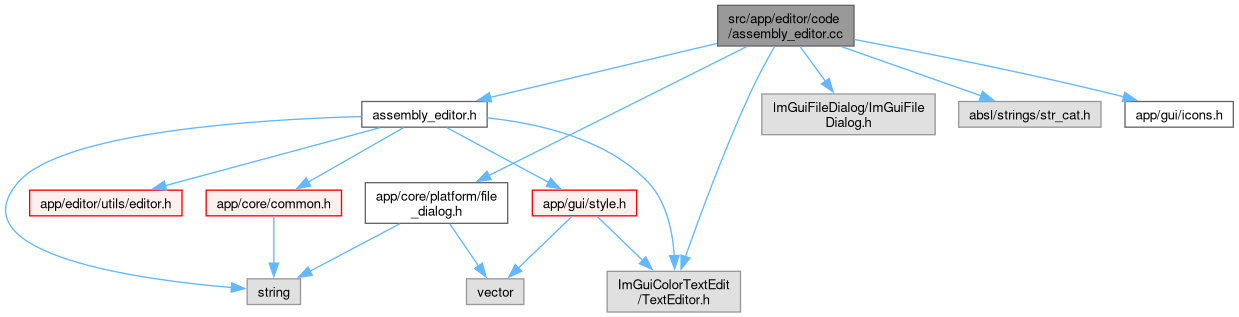 src/app/editor/code
/assembly_editor.cc
assembly_editor.h
ImGuiFileDialog/ImGuiFile
Dialog.h
absl/strings/str_cat.h
app/gui/icons.h
app/editor/utils/editor.h
app/core/common.h
app/core/platform/file
_dialog.h
app/gui/style.h
string
vector
ImGuiColorTextEdit
/TextEditor.h